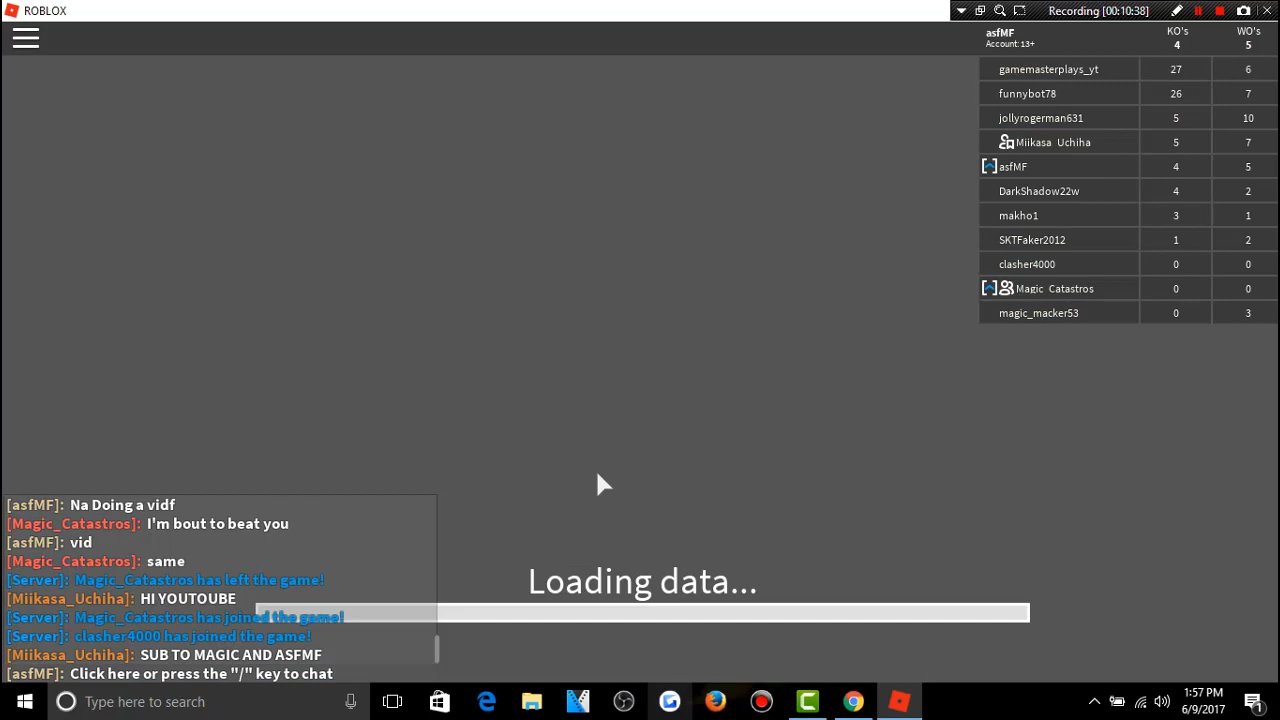 ROBLOX
Recording [00:10:38]
asfMF
Account: 13+
KO's
4
WO's
5
gamemasterplays_yt 27 6
funnybot78 26 7
jollyrogerman631 5 10
Miikasa Uchiha 5 7
asfMF 4 5
DarkShadow22w 4 2
makho1 3 1
SKTFaker2012 1 2
clasher4000 0 0
Magic Catastros 0 0
magic_macker53 0 3
Loading data...
[asfMF]: Na Doing a vidf
[Magic_Catastros]: I'm bout to beat you
[asfMF]: vid
[Magic_Catastros]: same
[Server]: Magic_Catastros has left the game!
[Miikasa_Uchiha]: HI YOUTOUBE
[Server]: Magic_Catastros has joined the game!
[Server]: clasher4000 has joined the game!
[Miikasa_Uchiha]: SUB TO MAGIC AND ASFMF
[asfMF]: Click here or press the "/" key to chat
Type here to search
1:57 PM
6/9/2017
1